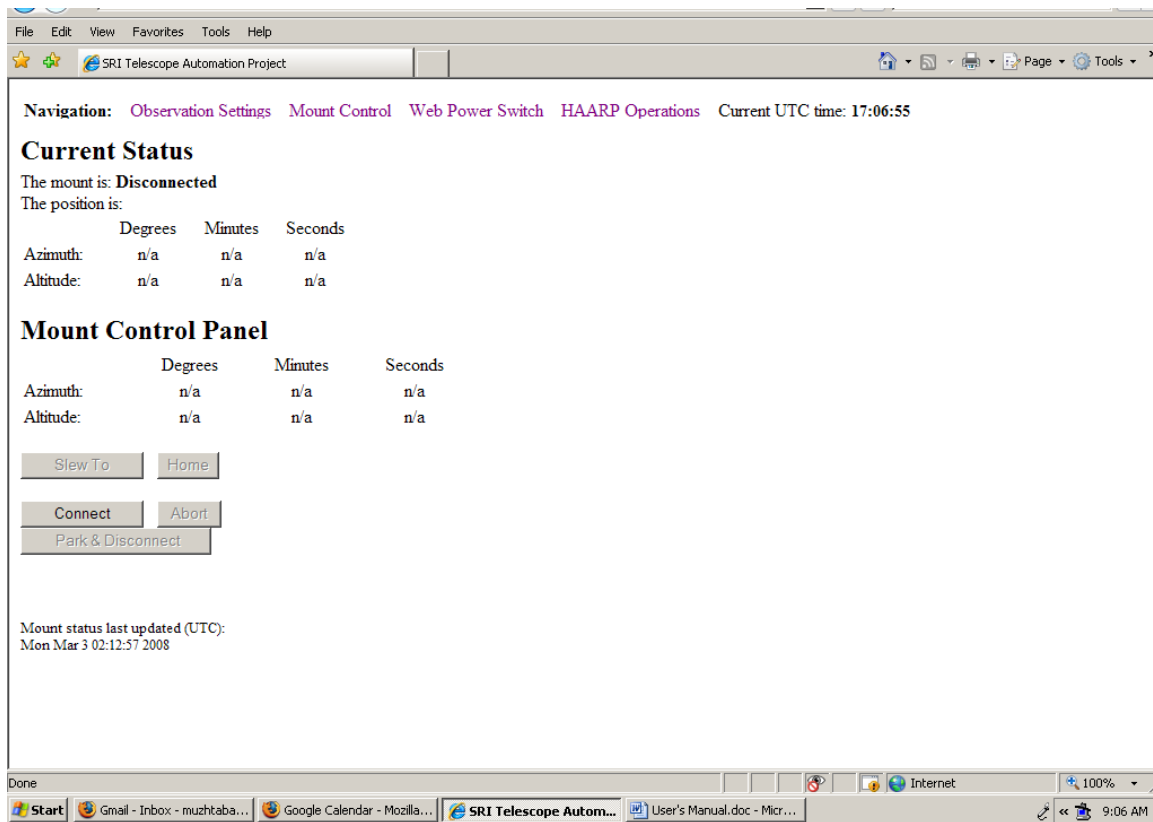 File Edit View Favorites Tools Help
SRI Telescope Automation Project Page Tools
Navigation: Observation Settings Mount Control Web Power Switch HAARP Operations Current UTC time: 17:06:55
Current Status
The mount is: Disconnected
The position is:
Degrees Minutes Seconds
Azimuth: n/a n/a n/a
Altitude: n/a n/a n/a
Mount Control Panel
Degrees Minutes Seconds
Azimuth: n/a n/a n/a
Altitude: n/a n/a n/a
Slew To Home
Connect Abort
Park & Disconnect
Mount status last updated (UTC):
Mon Mar 3 02:12:57 2008
Done Internet 100%
Start Gmail - Inbox - muzhtaba... Google Calendar - Mozilla... SRI Telescope Autom... User's Manual.doc - Micr... 9:06 AM